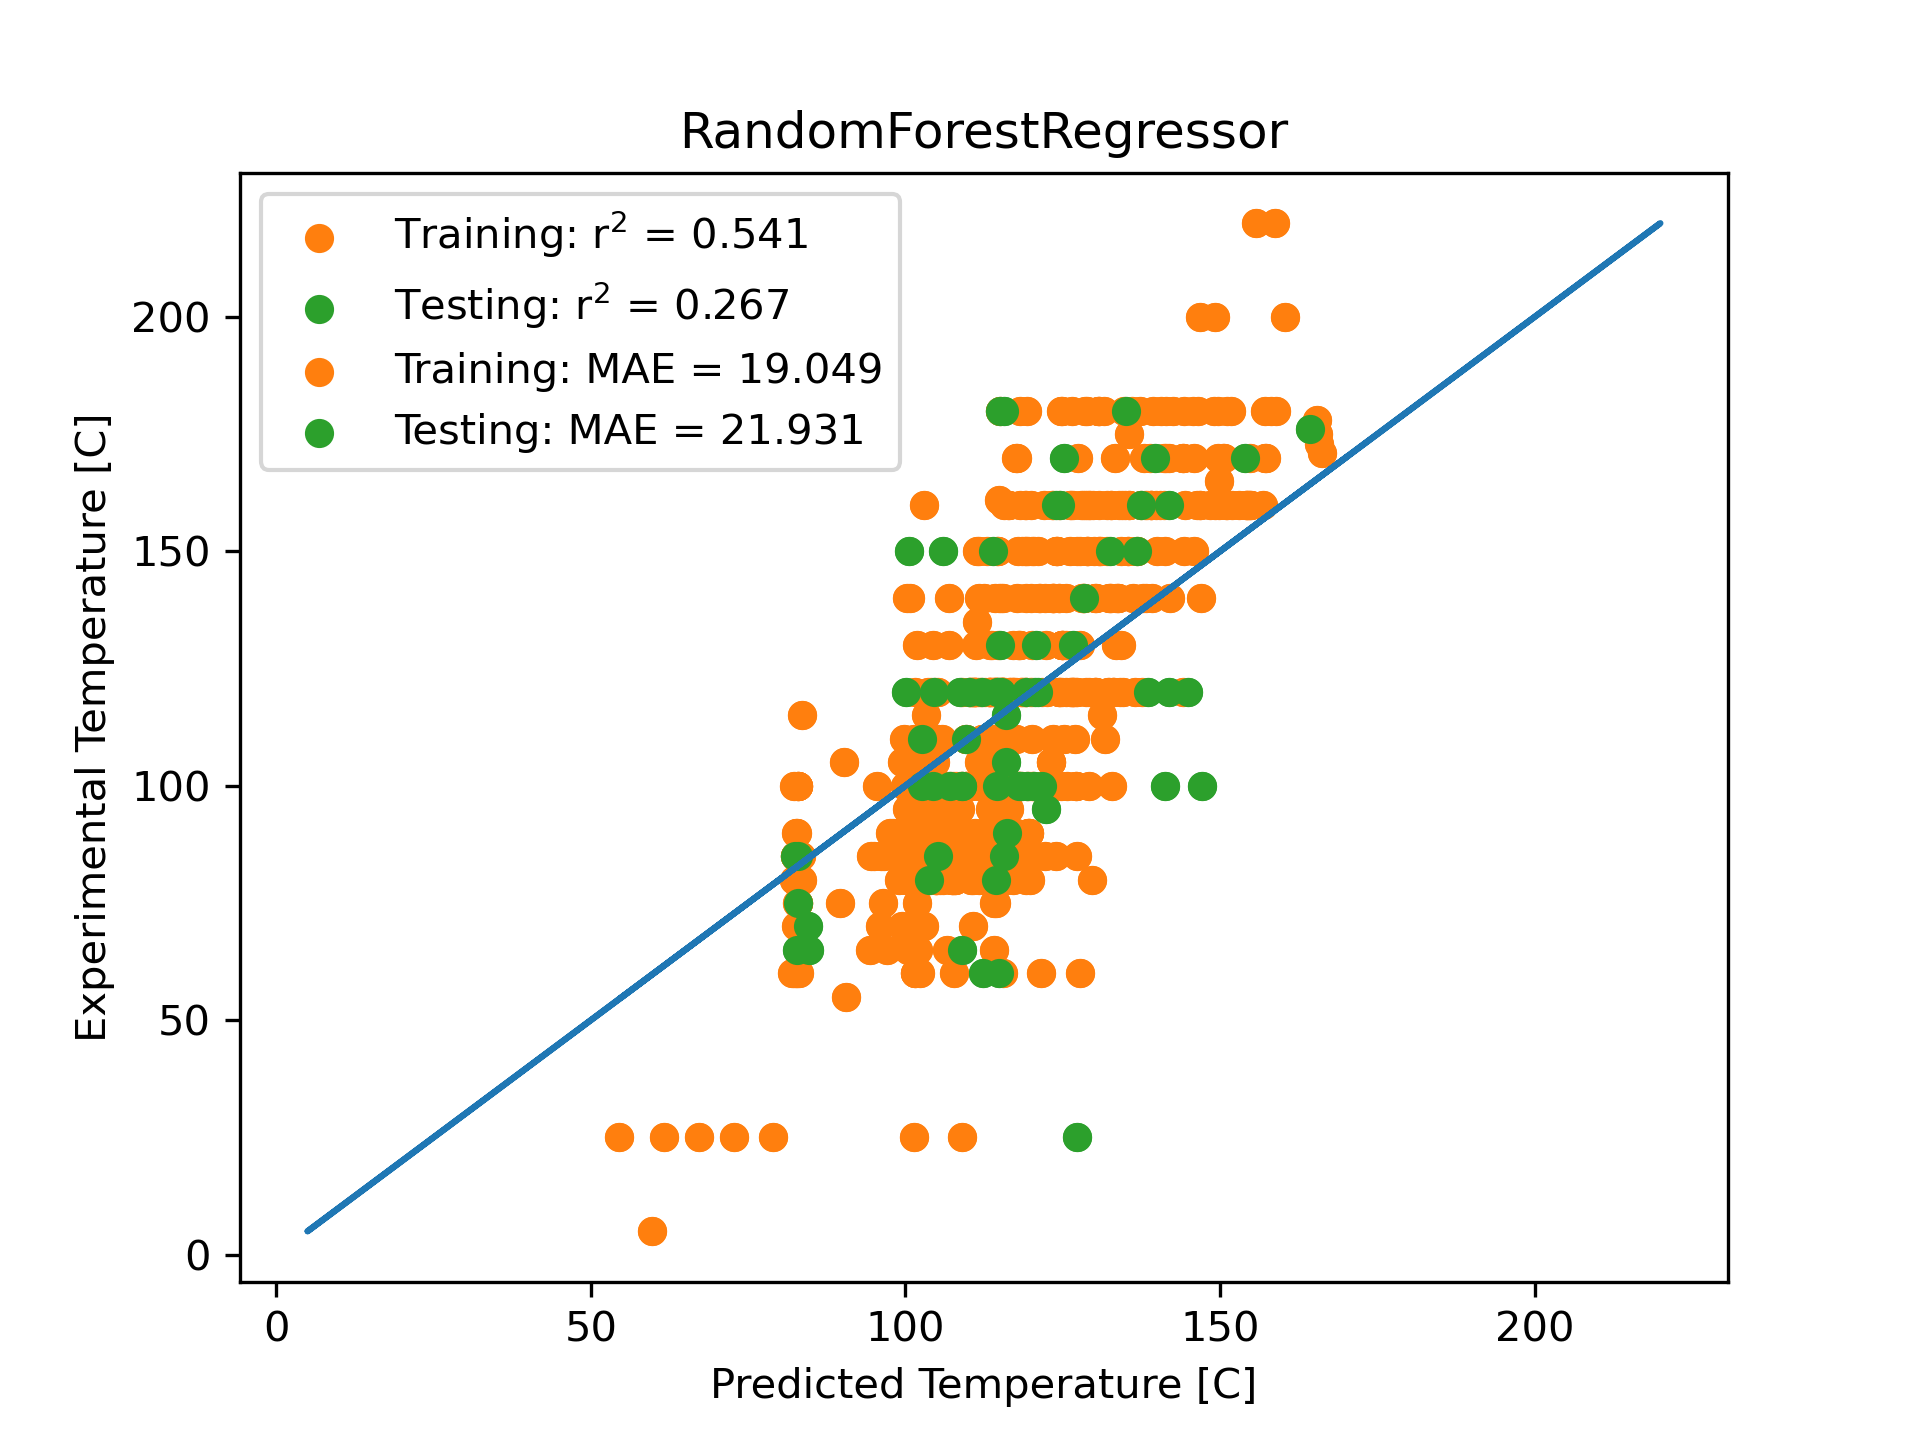 RandomForestRegressor
Training: r² = 0.541
Testing: r² = 0.267
Training: MAE = 19.049
Testing: MAE = 21.931
Experimental Temperature [C]
200
150
100
50
0
0 50 100 150 200
Predicted Temperature [C]